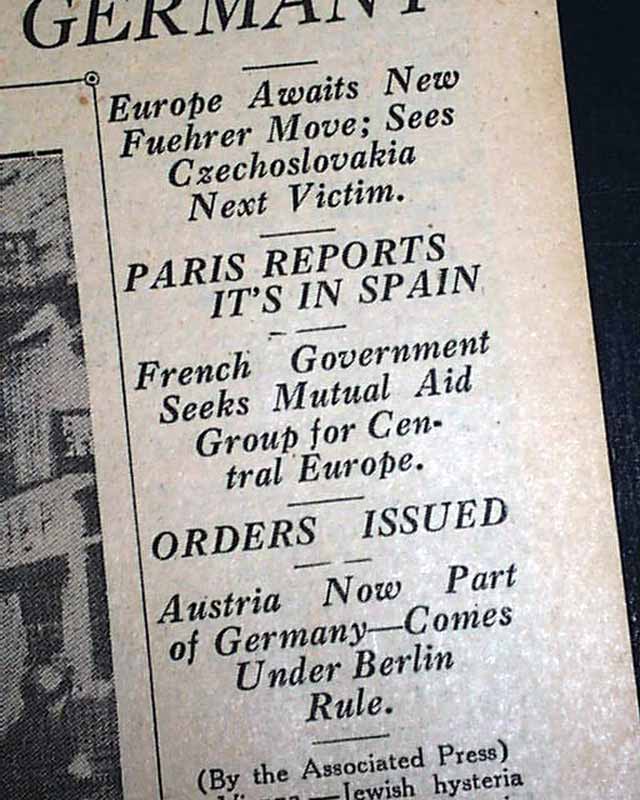 GERMANY
Europe Awaits New
Fuehrer Move; Sees
Czechoslovakia
Next Victim.
PARIS REPORTS
IT'S IN SPAIN
French Government
Seeks Mutual Aid
Group for Cen-
tral Europe.
ORDERS ISSUED
Austria Now Part
of Germany—Comes
Under Berlin
Rule.
(By the Associated Press)
—Jewish hysteria